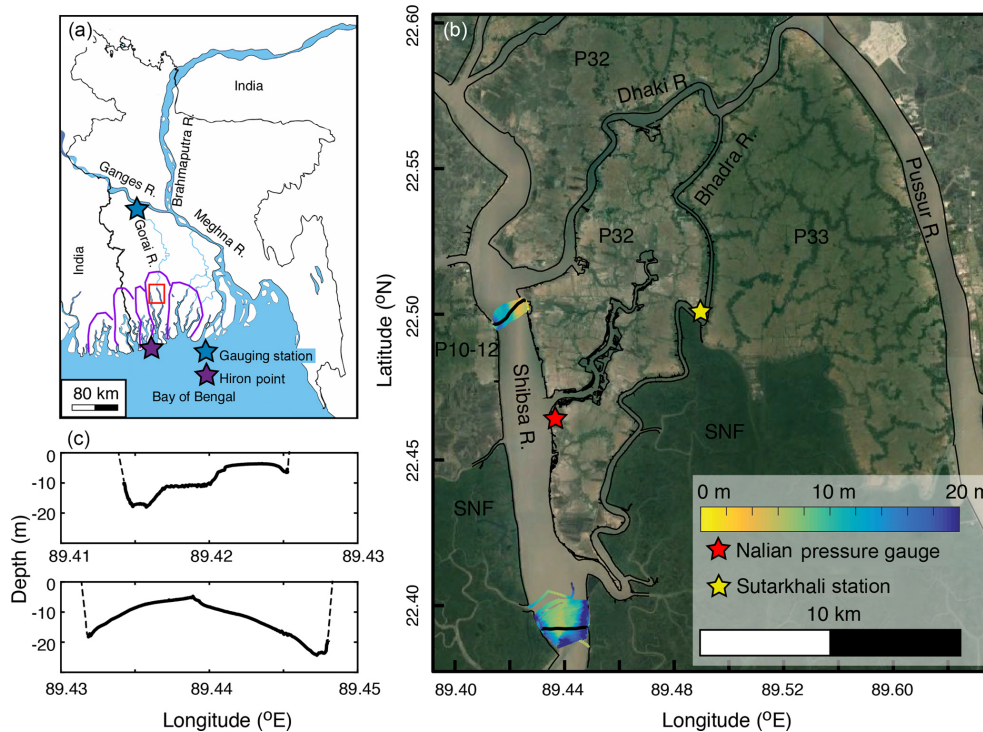 (a)
India
Brahmaputra R.
Ganges R.
Gorai R.
Meghna R.
India
Gauging station
Hiron point
80 km
Bay of Bengal
(b)
22.60
22.55
22.50
22.45
22.40
Latitude (ºN)
P32
Dhaki R.
Bhadra R.
Pussur R.
P32
P33
P10-12
Shibsa R.
SNF
SNF
0 m 10 m 20 m
Nalian pressure gauge
Sutarkhali station
10 km
89.40 89.44 89.48 89.52 89.60
Longitude (ºE)
(c)
0
-10
-20
89.41 89.42 89.43
Depth (m)
0
-10
-20
89.43 89.44 89.45
Longitude (ºE)